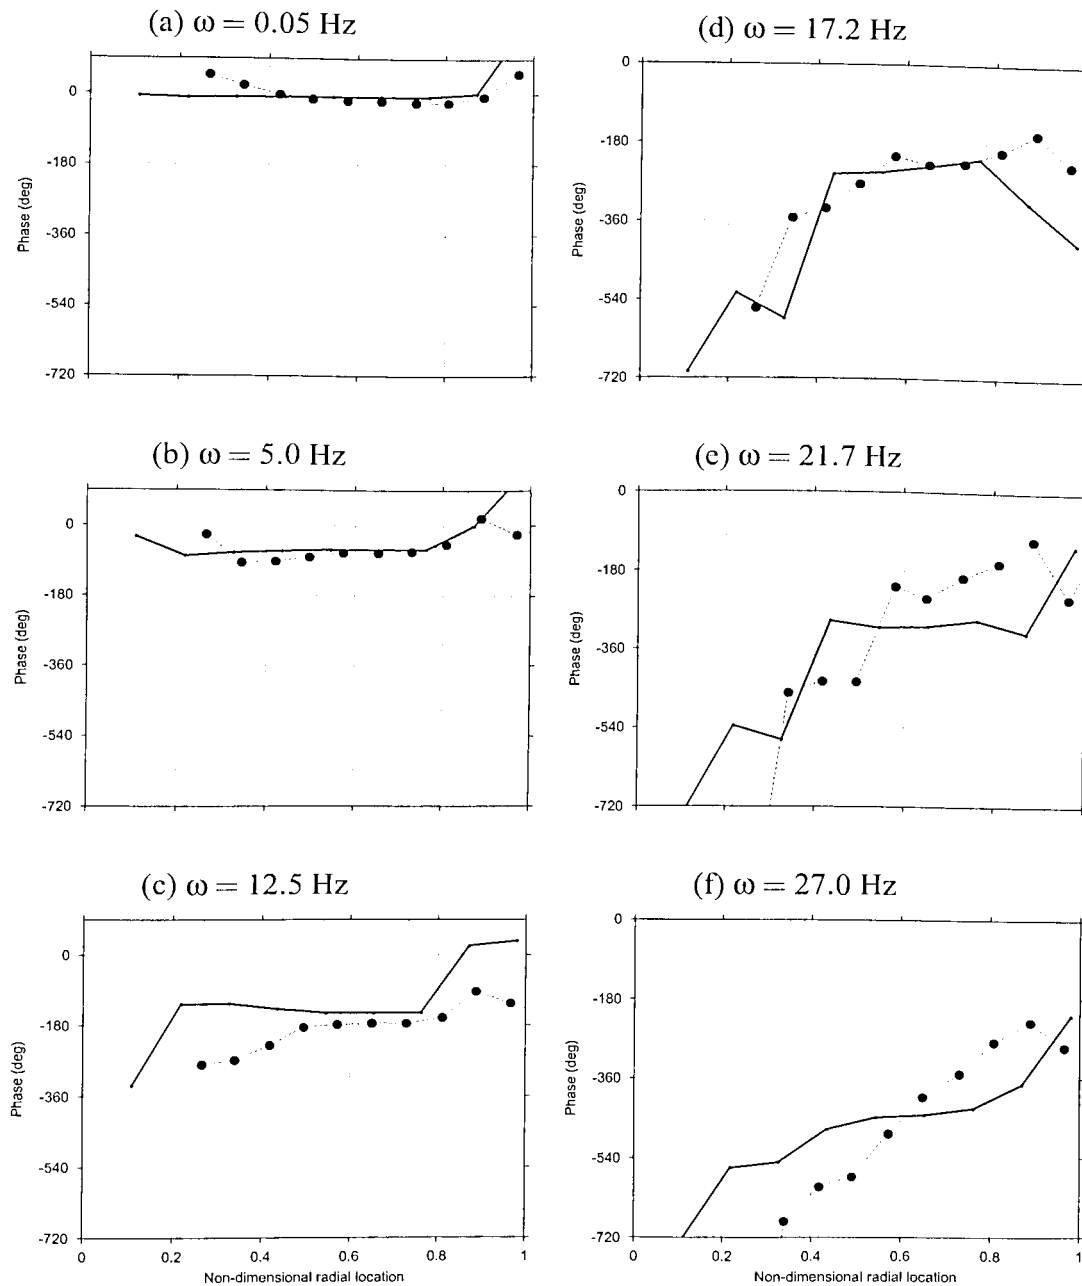 (a) ω = 0.05 Hz
0
-180
-360
-540
-720
Phase (deg)
(b) ω = 5.0 Hz
0
-180
-360
-540
-720
Phase (deg)
(c) ω = 12.5 Hz
0
-180
-360
-540
-720
Phase (deg)
0 0.2 0.4 0.6 0.8 1
Non-dimensional radial location
(d) ω = 17.2 Hz
0
-180
-360
-540
-720
Phase (deg)
(e) ω = 21.7 Hz
0
-180
-360
-540
-720
Phase (deg)
(f) ω = 27.0 Hz
0
-180
-360
-540
-720
Phase (deg)
0 0.2 0.4 0.6 0.8 1
Non-dimensional radial location